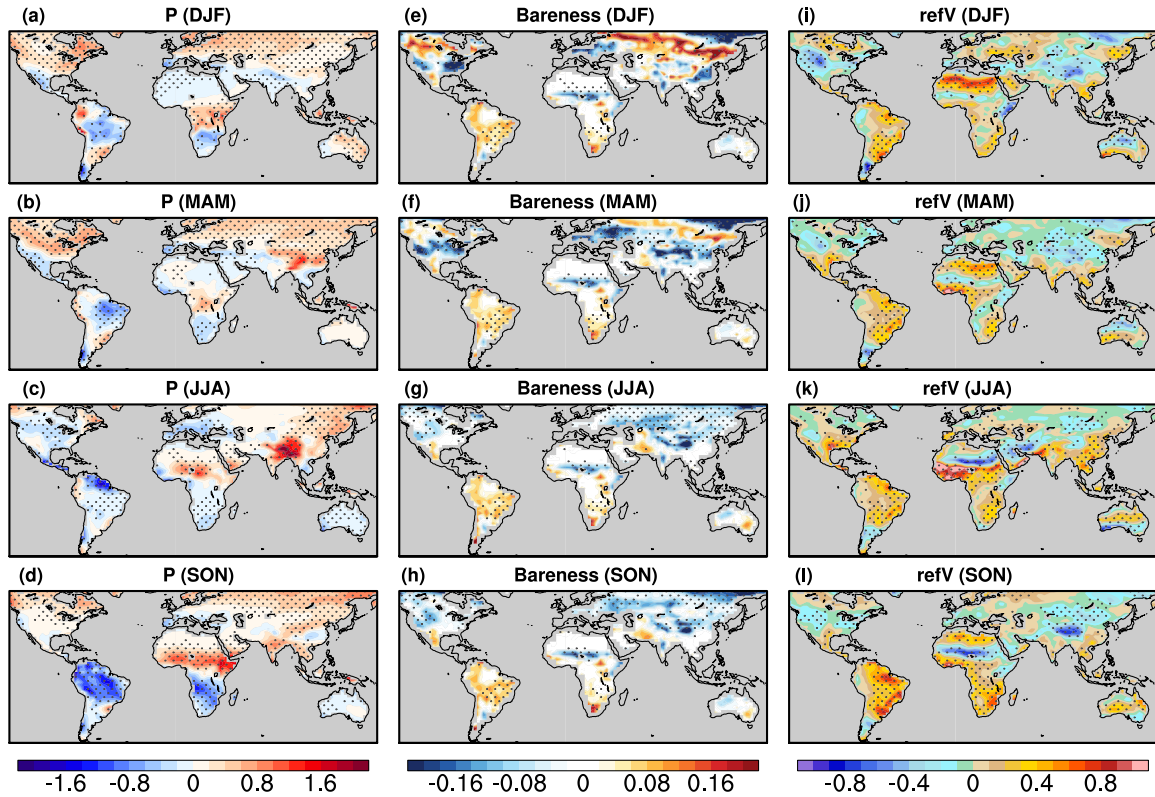 (a) P (DJF) (e) Bareness (DJF) (i) refV (DJF)
(b) P (MAM) (f) Bareness (MAM) (j) refV (MAM)
(c) P (JJA) (g) Bareness (JJA) (k) refV (JJA)
(d) P (SON) (h) Bareness (SON) (l) refV (SON)
-1.6 -0.8 0 0.8 1.6 -0.16 -0.08 0 0.08 0.16 -0.8 -0.4 0 0.4 0.8